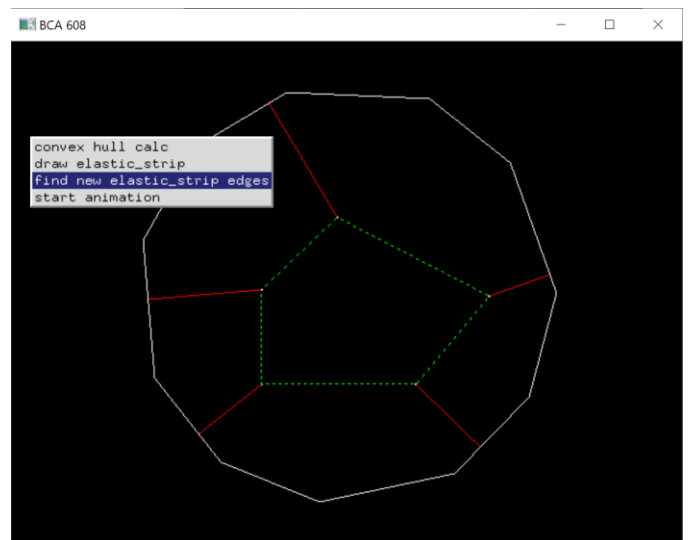 BCA 608
convex hull calc
draw elastic_strip
find new elastic_strip edges
start animation